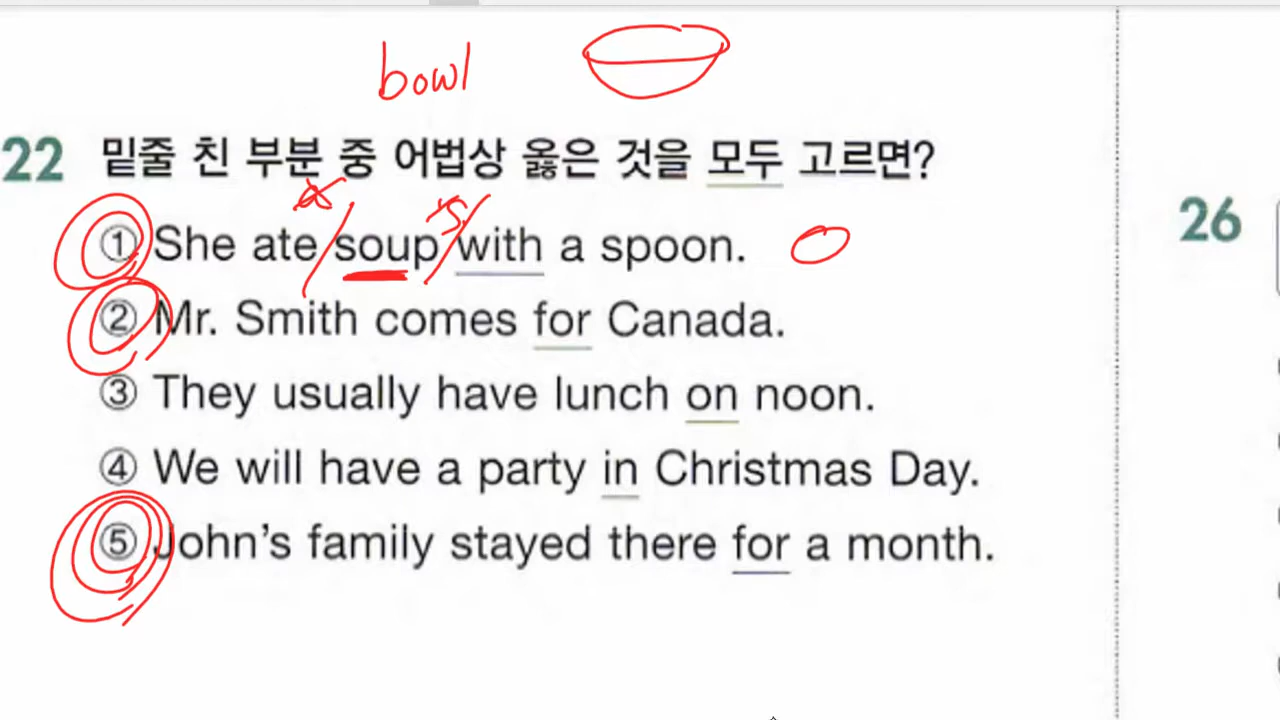 bowl
22 밑줄 친 부분 중 어법상 옳은 것을 모두 고르면?
① She ate soup with a spoon.
② Mr. Smith comes for Canada.
③ They usually have lunch on noon.
④ We will have a party in Christmas Day.
⑤ John's family stayed there for a month.
26